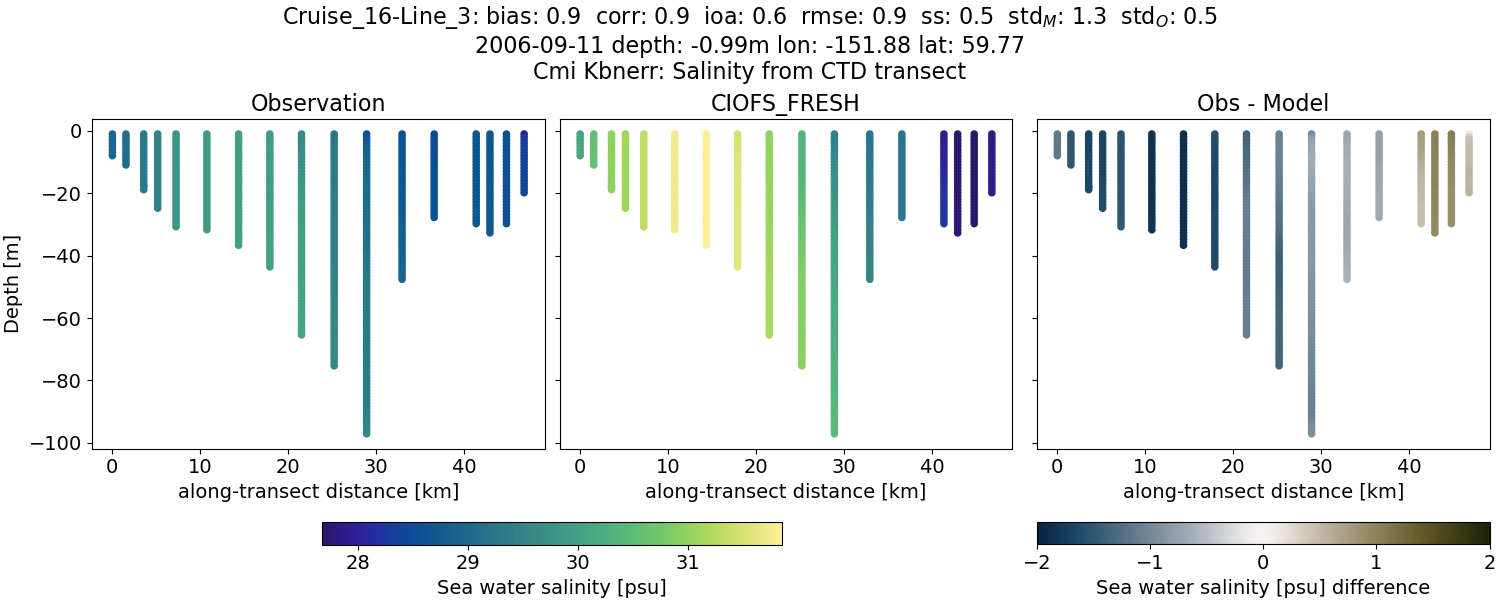 Cruise_16-Line_3: bias: 0.9 corr: 0.9 ioa: 0.6 rmse: 0.9 ss: 0.5 std_M: 1.3 std_O: 0.5
2006-09-11 depth: -0.99m lon: -151.88 lat: 59.77
Cmi Kbnerr: Salinity from CTD transect
Observation
CIOFS_FRESH
Obs - Model
Depth [m]
0
−20
−40
−60
−80
−100
0 10 20 30 40
0 10 20 30 40
0 10 20 30 40
along-transect distance [km]
along-transect distance [km]
along-transect distance [km]
28 29 30 31
Sea water salinity [psu]
−2 −1 0 1 2
Sea water salinity [psu] difference